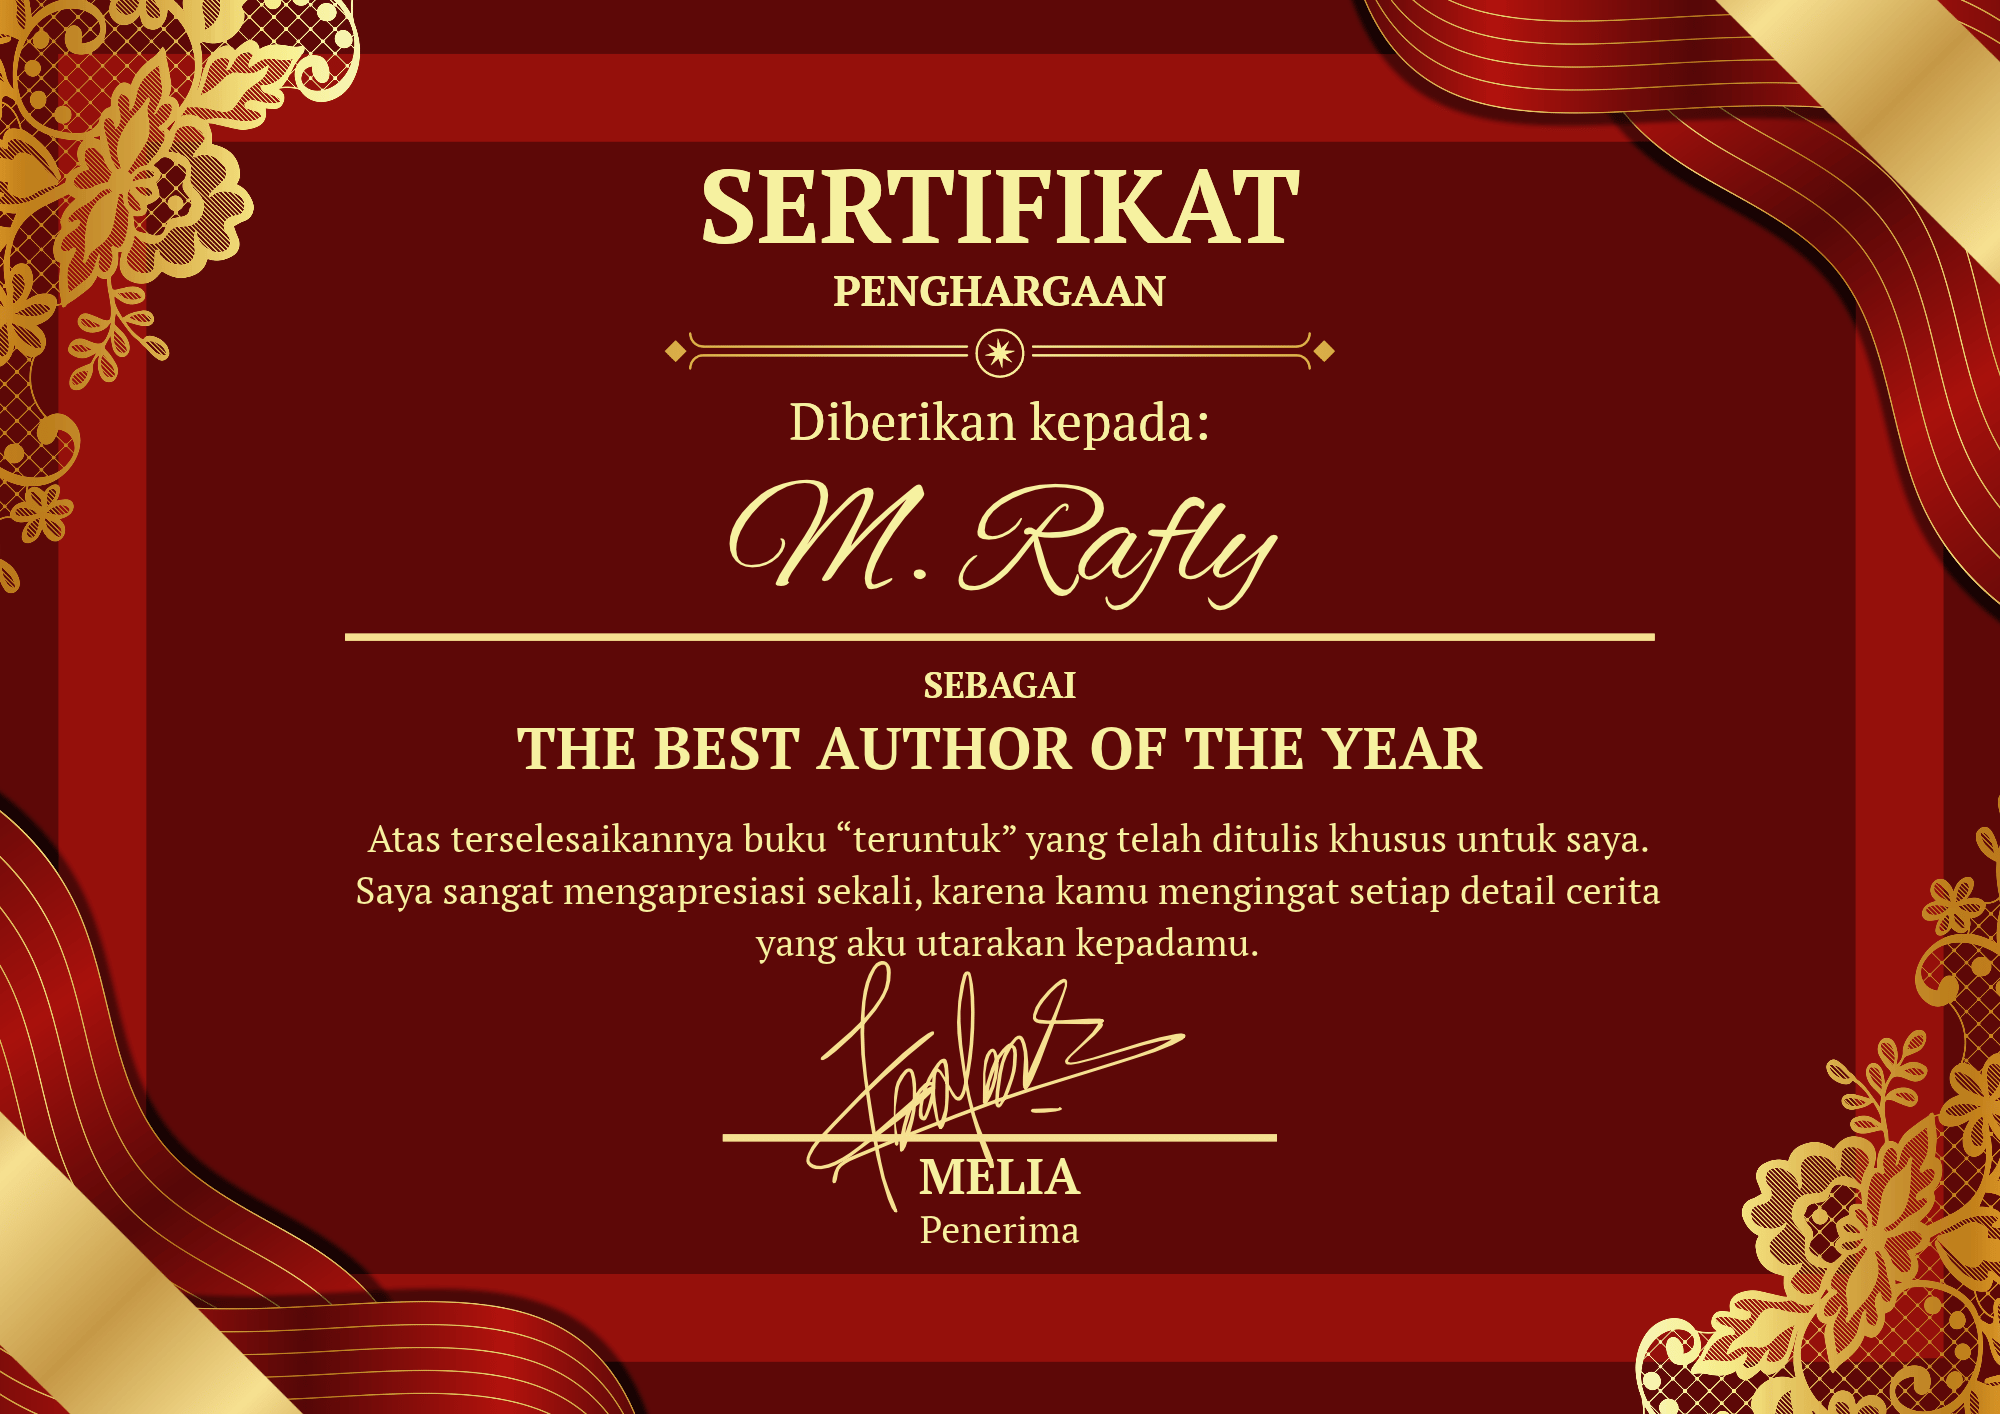 SERTIFIKAT
PENGHARGAAN
Diberikan kepada:
M. Rafly
SEBAGAI
THE BEST AUTHOR OF THE YEAR
Atas terselesaikannya buku “teruntuk” yang telah ditulis khusus untuk saya.
Saya sangat mengapresiasi sekali, karena kamu mengingat setiap detail cerita
yang aku utarakan kepadamu.
MELIA
Penerima